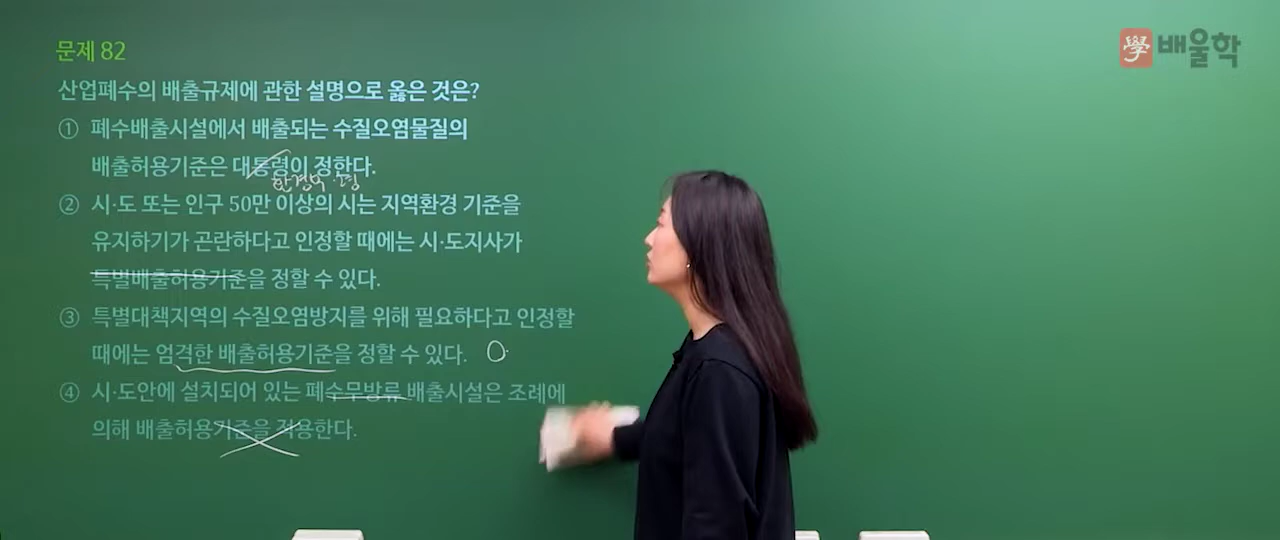 문제 82
學 배울학
산업폐수의 배출규제에 관한 설명으로 옳은 것은?
① 폐수배출시설에서 배출되는 수질오염물질의
배출허용기준은 대통령이 정한다.
환경부·령
② 시·도 또는 인구 50만 이상의 시는 지역환경 기준을
유지하기가 곤란하다고 인정할 때에는 시·도지사가
특별배출허용기준을 정할 수 있다.
③ 특별대책지역의 수질오염방지를 위해 필요하다고 인정할
때에는 엄격한 배출허용기준을 정할 수 있다.
④ 시·도안에 설치되어 있는 폐수무방류 배출시설은 조례에
의해 배출허용기준을 적용한다.